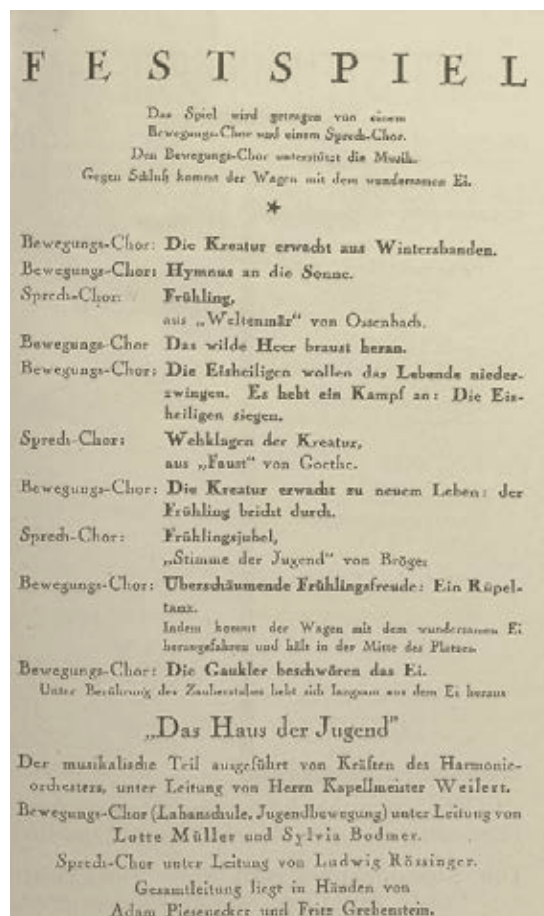 FESTSPIEL
Das Spiel wird getragen von einem
Bewegungs-Chor und einem Sprech-Chor.
Den Bewegungs-Chor unterstützt die Musik.
Gegen Schluß kommt der Wagen mit dem wundersamen Ei.
*
Bewegungs-Chor: Die Kreatur erwacht aus Wintersbanden.
Bewegungs-Chor: Hymnus an die Sonne.
Sprech-Chor: Frühling,
aus „Weltenmär“ von Ossenbach.
Bewegungs-Chor Das wilde Heer braust heran.
Bewegungs-Chor: Die Eisheiligen wollen das Lebende nieder-
zwingen. Es hebt ein Kampf an: Die Eis-
heiligen siegen.
Sprech-Chor: Wehklagen der Kreatur,
aus „Faust“ von Goethe.
Bewegungs-Chor: Die Kreatur erwacht zu neuem Leben: der
Frühling bricht durch.
Sprech-Chor: Frühlingsjubel,
„Stimme der Jugend“ von Bröger
Bewegungs-Chor: Überschäumende Frühlingsfreude: Ein Rüpel-
tanz.
Indem kommt der Wagen mit dem wundersamen Ei
herangefahren und hält in der Mitte des Platzes.
Bewegungs-Chor: Die Gaukler beschwören das Ei.
Unter Berührung des Zauberstabes hebt sich langsam aus dem Ei heraus
„Das Haus der Jugend“
Der musikalische Teil ausgeführt von Kräften des Harmonie-
orchesters, unter Leitung von Herrn Kapellmeister Weilert.
Bewegungs-Chor (Labanschule, Jugendbewegung) unter Leitung von
Lotte Müller und Sylvia Bodmer.
Sprech-Chor unter Leitung von Ludwig Rössinger.
Gesamtleitung liegt in Händen von
Adam Plesenecker und Fritz Grebenstein.